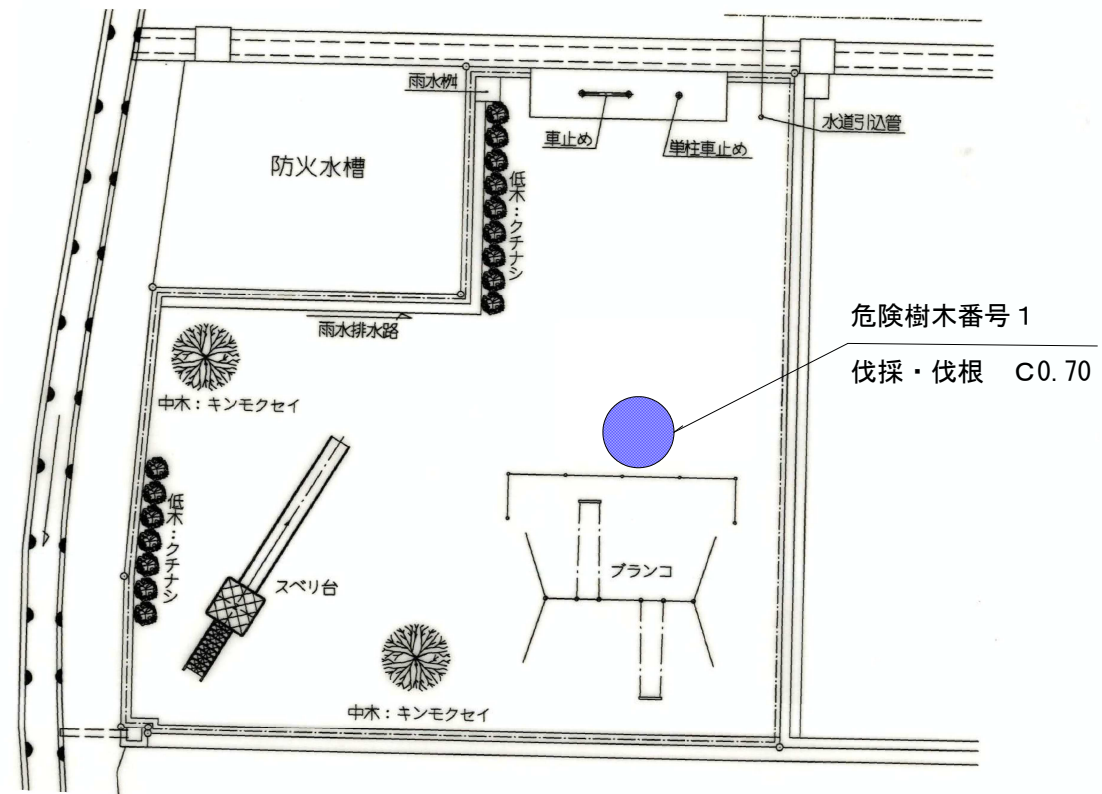 雨水桝
車止め
単柱車止め
水道引込管
防火水槽
低木：クチナシ
雨水排水路
危険樹木番号1
伐採・伐根　C0.70
中木：キンモクセイ
低木：クチナシ
スベリ台
ブランコ
中木：キンモクセイ